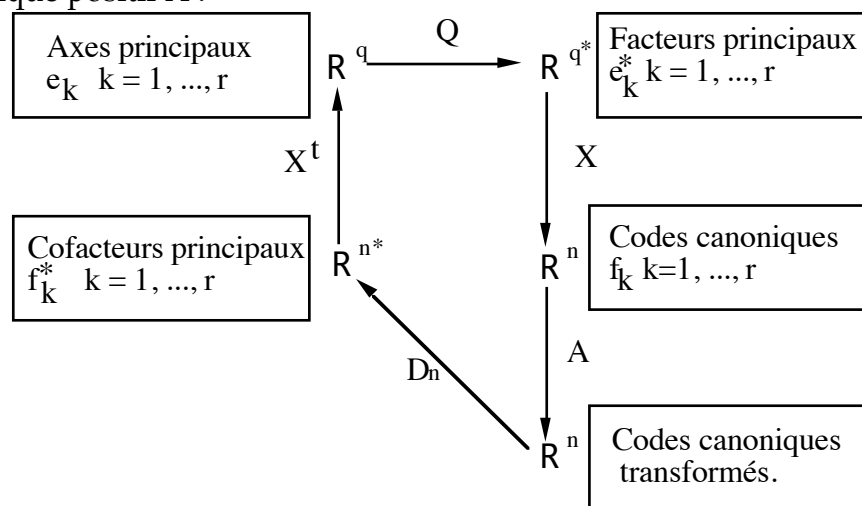 Axes principaux
e_k k = 1, ..., r
R^q
Q
R^q*
Facteurs principaux
e*_k k = 1, ..., r
X^t
X
Cofacteurs principaux
f*_k k = 1, ..., r
R^n*
R^n
Codes canoniques
f_k k=1, ..., r
Dn
A
R^n
Codes canoniques
transformés.